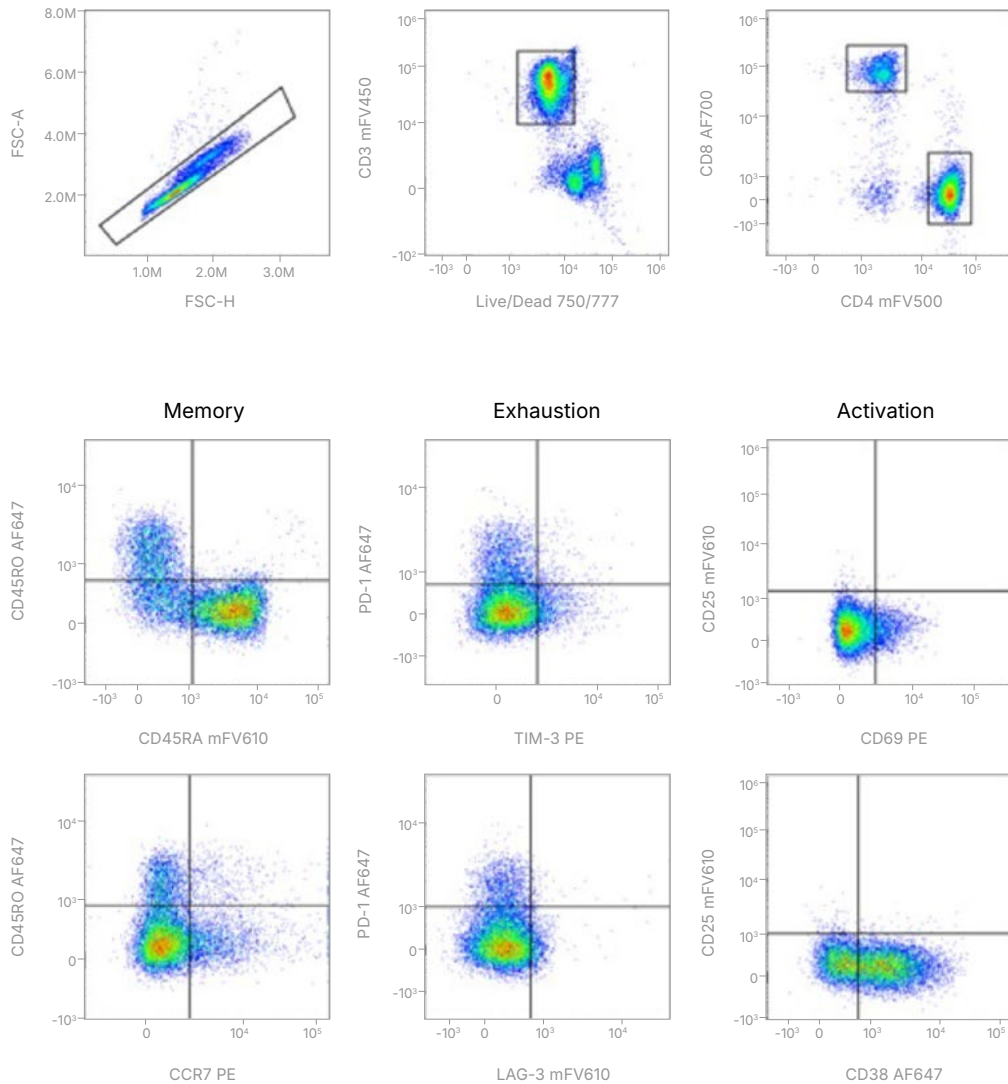 8.0M
6.0M
4.0M
2.0M
FSC-A
1.0M 2.0M 3.0M
FSC-H
10⁶
10⁵
10⁴
0
-10²
CD3 mFV450
-10³ 0 10³ 10⁴ 10⁵ 10⁶
Live/Dead 750/777
10⁶
10⁵
10⁴
10³
0
-10³
CD8 AF700
-10³ 0 10³ 10⁴ 10⁵
CD4 mFV500
Memory
10⁴
10³
0
-10³
CD45RO AF647
-10³ 0 10³ 10⁴ 10⁵
CD45RA mFV610
Exhaustion
10⁴
10³
0
-10³
PD-1 AF647
0 10⁴ 10⁵
TIM-3 PE
Activation
10⁶
10⁵
10⁴
10³
0
-10³
CD25 mFV610
-10³ 0 10⁴ 10⁵
CD69 PE
10⁴
10³
0
-10³
CD45RO AF647
0 10⁴ 10⁵
CCR7 PE
10⁴
10³
0
-10³
PD-1 AF647
-10³ 0 10³ 10⁴
LAG-3 mFV610
10⁶
10⁵
10⁴
10³
0
-10³
CD25 mFV610
-10³ 0 10³ 10⁴ 10⁵
CD38 AF647